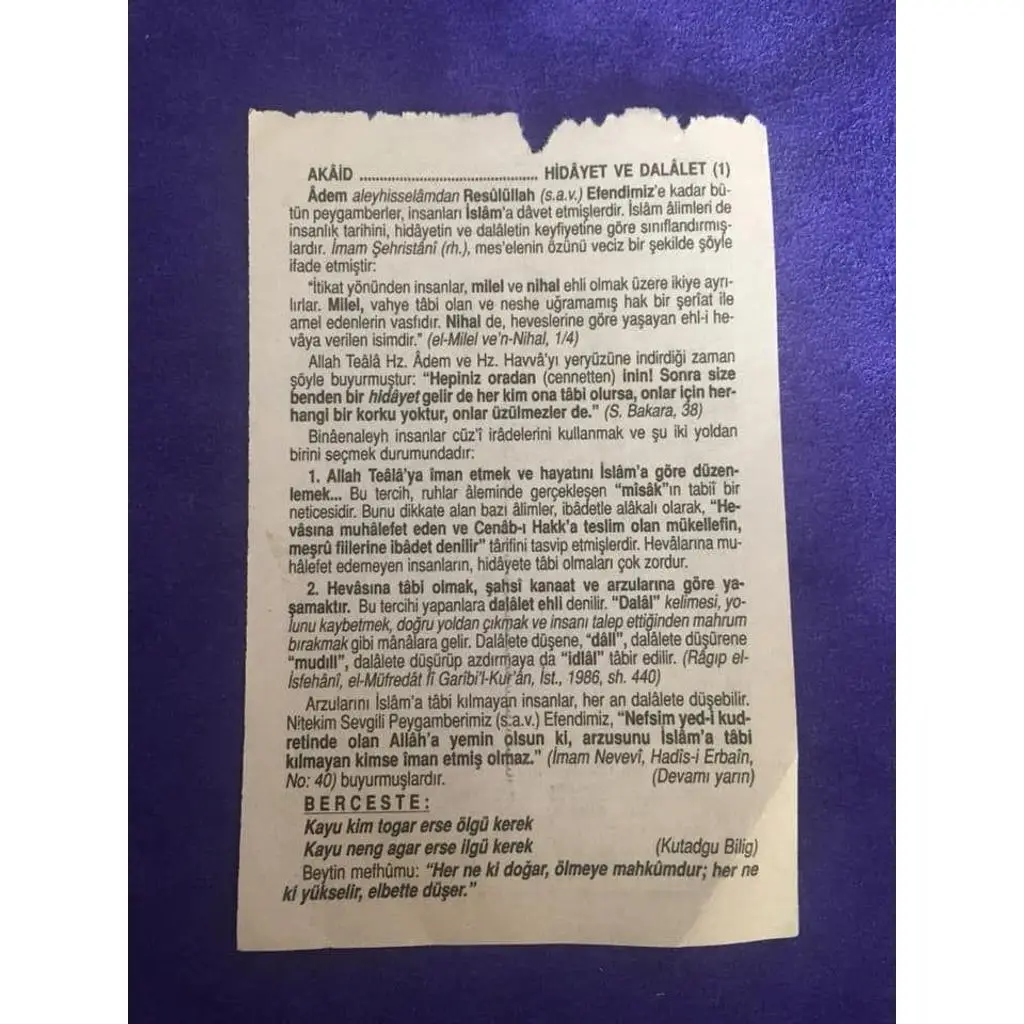 AKÂİD ........................................ HİDÂYET VE DALÂLET (1)
Âdem aleyhisselâmdan Resûlüllah (s.a.v.) Efendimiz'e kadar bü-
tün peygamberler, insanları İslâm'a dâvet etmişlerdir. İslâm âlimleri de
insanlık tarihini, hidâyetin ve dalâletin keyfiyetine göre sınıflandırmış-
lardır. İmam Şehristânî (rh.), mes'elenin özünü veciz bir şekilde şöyle
ifade etmiştir:
"İtikat yönünden insanlar, milel ve nihal ehli olmak üzere ikiye ayrı-
lırlar. Milel, vahye tâbi olan ve neshe uğramamış hak bir şerîat ile
amel edenlerin vasfıdır. Nihal de, heveslerine göre yaşayan ehl-i he-
vâya verilen isimdir." (el-Milel ve'n-Nihal, 1/4)
Allah Teâlâ Hz. Âdem ve Hz. Havvâ'yı yeryüzüne indirdiği zaman
şöyle buyurmuştur: "Hepiniz oradan (cennetten) inin! Sonra size
benden bir hidâyet gelir de her kim ona tâbi olursa, onlar için her-
hangi bir korku yoktur, onlar üzülmezler de." (S. Bakara, 38)
Binâenaleyh insanlar cüz'î irâdelerini kullanmak ve şu iki yoldan
birini seçmek durumundadır:
1. Allah Teâlâ'ya îman etmek ve hayatını İslâm'a göre düzen-
lemek... Bu tercih, ruhlar âleminde gerçekleşen "mîsâk"ın tabiî bir
neticesidir. Bunu dikkate alan bazı âlimler, ibâdetle alâkalı olarak, "He-
vâsına muhâlefet eden ve Cenâb-ı Hakk'a teslim olan mükellefin,
meşrû fiillerine ibâdet denilir" târifini tasvip etmişlerdir. Hevâlarına mu-
hâlefet edemeyen insanların, hidâyete tâbi olmaları çok zordur.
2. Hevâsına tâbi olmak, şahsî kanaat ve arzularına göre ya-
şamaktır. Bu tercihi yapanlara dalâlet ehli denilir. "Dalâl" kelimesi, yo-
lunu kaybetmek, doğru yoldan çıkmak ve insanı talep ettiğinden mahrum
bırakmak gibi mânâlara gelir. Dalâlete düşene, "dâll", dalâlete düşürene
"mudıll", dalâlete düşürüp azdırmaya da "idlâl" tâbir edilir. (Râgıp el-
İsfehânî, el-Müfredât fî Garîbi'l-Kur'ân, İst., 1986, sh. 440)
Arzularını İslâm'a tâbi kılmayan insanlar, her an dalâlete düşebilir.
Nitekim Sevgili Peygamberimiz (s.a.v.) Efendimiz, "Nefsim yed-i kud-
retinde olan Allâh'a yemin olsun ki, arzusunu İslâm'a tâbi
kılmayan kimse îman etmiş olmaz." (İmam Nevevî, Hadîs-i Erbaîn,
No: 40) buyurmuşlardır. (Devamı yarın)
BERCESTE:
Kayu kim togar erse ölgü kerek
Kayu neng agar erse ilgü kerek (Kutadgu Bilig)
Beytin mefhûmu: "Her ne ki doğar, ölmeye mahkûmdur; her ne
ki yükselir, elbette düşer."